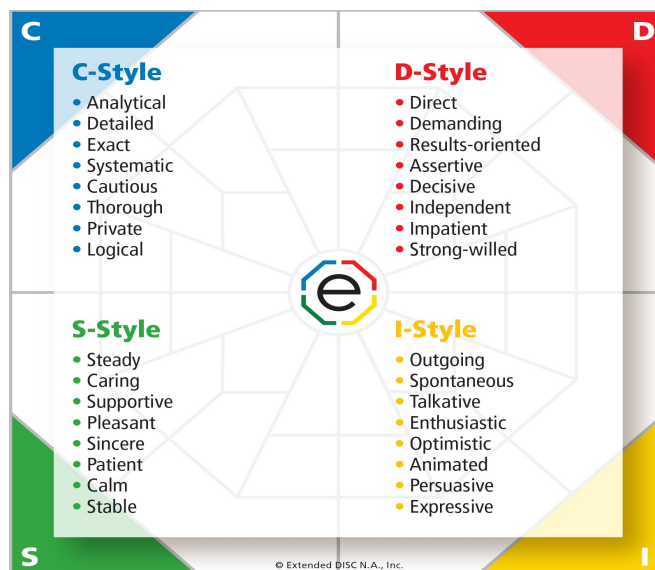 C
D
C-Style
• Analytical
• Detailed
• Exact
• Systematic
• Cautious
• Thorough
• Private
• Logical
D-Style
• Direct
• Demanding
• Results-oriented
• Assertive
• Decisive
• Independent
• Impatient
• Strong-willed
e
S-Style
• Steady
• Caring
• Supportive
• Pleasant
• Sincere
• Patient
• Calm
• Stable
I-Style
• Outgoing
• Spontaneous
• Talkative
• Enthusiastic
• Optimistic
• Animated
• Persuasive
• Expressive
S
I
© Extended DISC N.A., Inc.